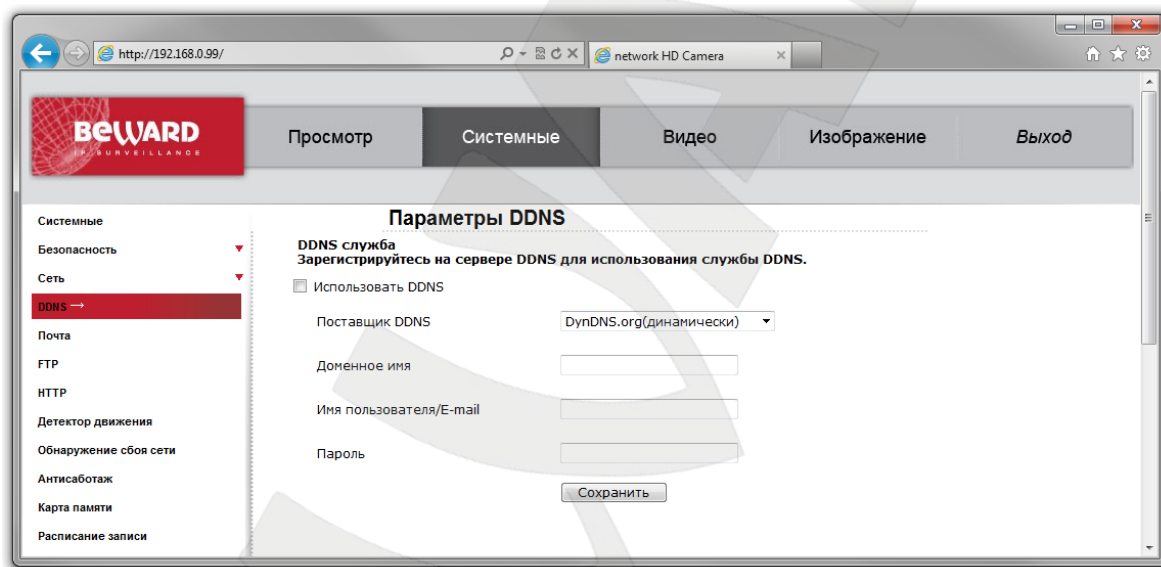 http://192.168.0.99/
network HD Camera
BEWARD
IP SURVEILLANCE
Просмотр
Системные
Видео
Изображение
Выход
Системные
Безопасность
Сеть
DDNS →
Почта
FTP
HTTP
Детектор движения
Обнаружение сбоя сети
Антисаботаж
Карта памяти
Расписание записи
Параметры DDNS
DDNS служба
Зарегистрируйтесь на сервере DDNS для использования службы DDNS.
Использовать DDNS
Поставщик DDNS DynDNS.org(динамически)
Доменное имя
Имя пользователя/E-mail
Пароль
Сохранить